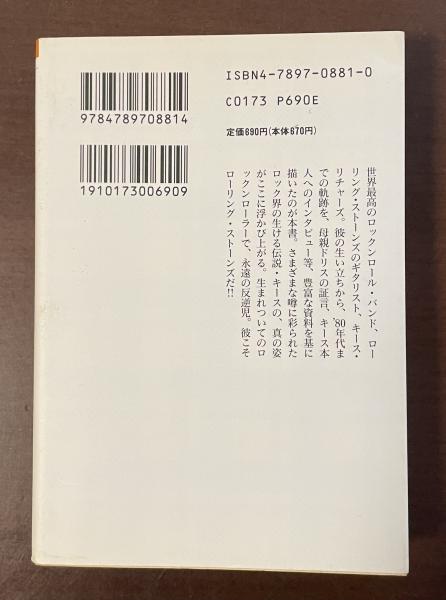 ISBN4-7897-0881-0
C0173 P690E
定価690円(本体670円)
9784789708814
1910173006909
世界最高のロックンロール・バンド、ロー
リング・ストーンズのギタリスト、キース・
リチャーズ。彼の生い立ちから、'80年代ま
での軌跡を、母親ドリスの証言、キース本
人へのインタビュー等、豊富な資料を基に
描いたのが本書。さまざまな噂に彩られた
ロック界の生ける伝説・キースの、真の姿
がここに浮かび上がる。生まれついてのロ
ックンローラーで、永遠の反逆児。彼こそ
ローリング・ストーンズだ!!